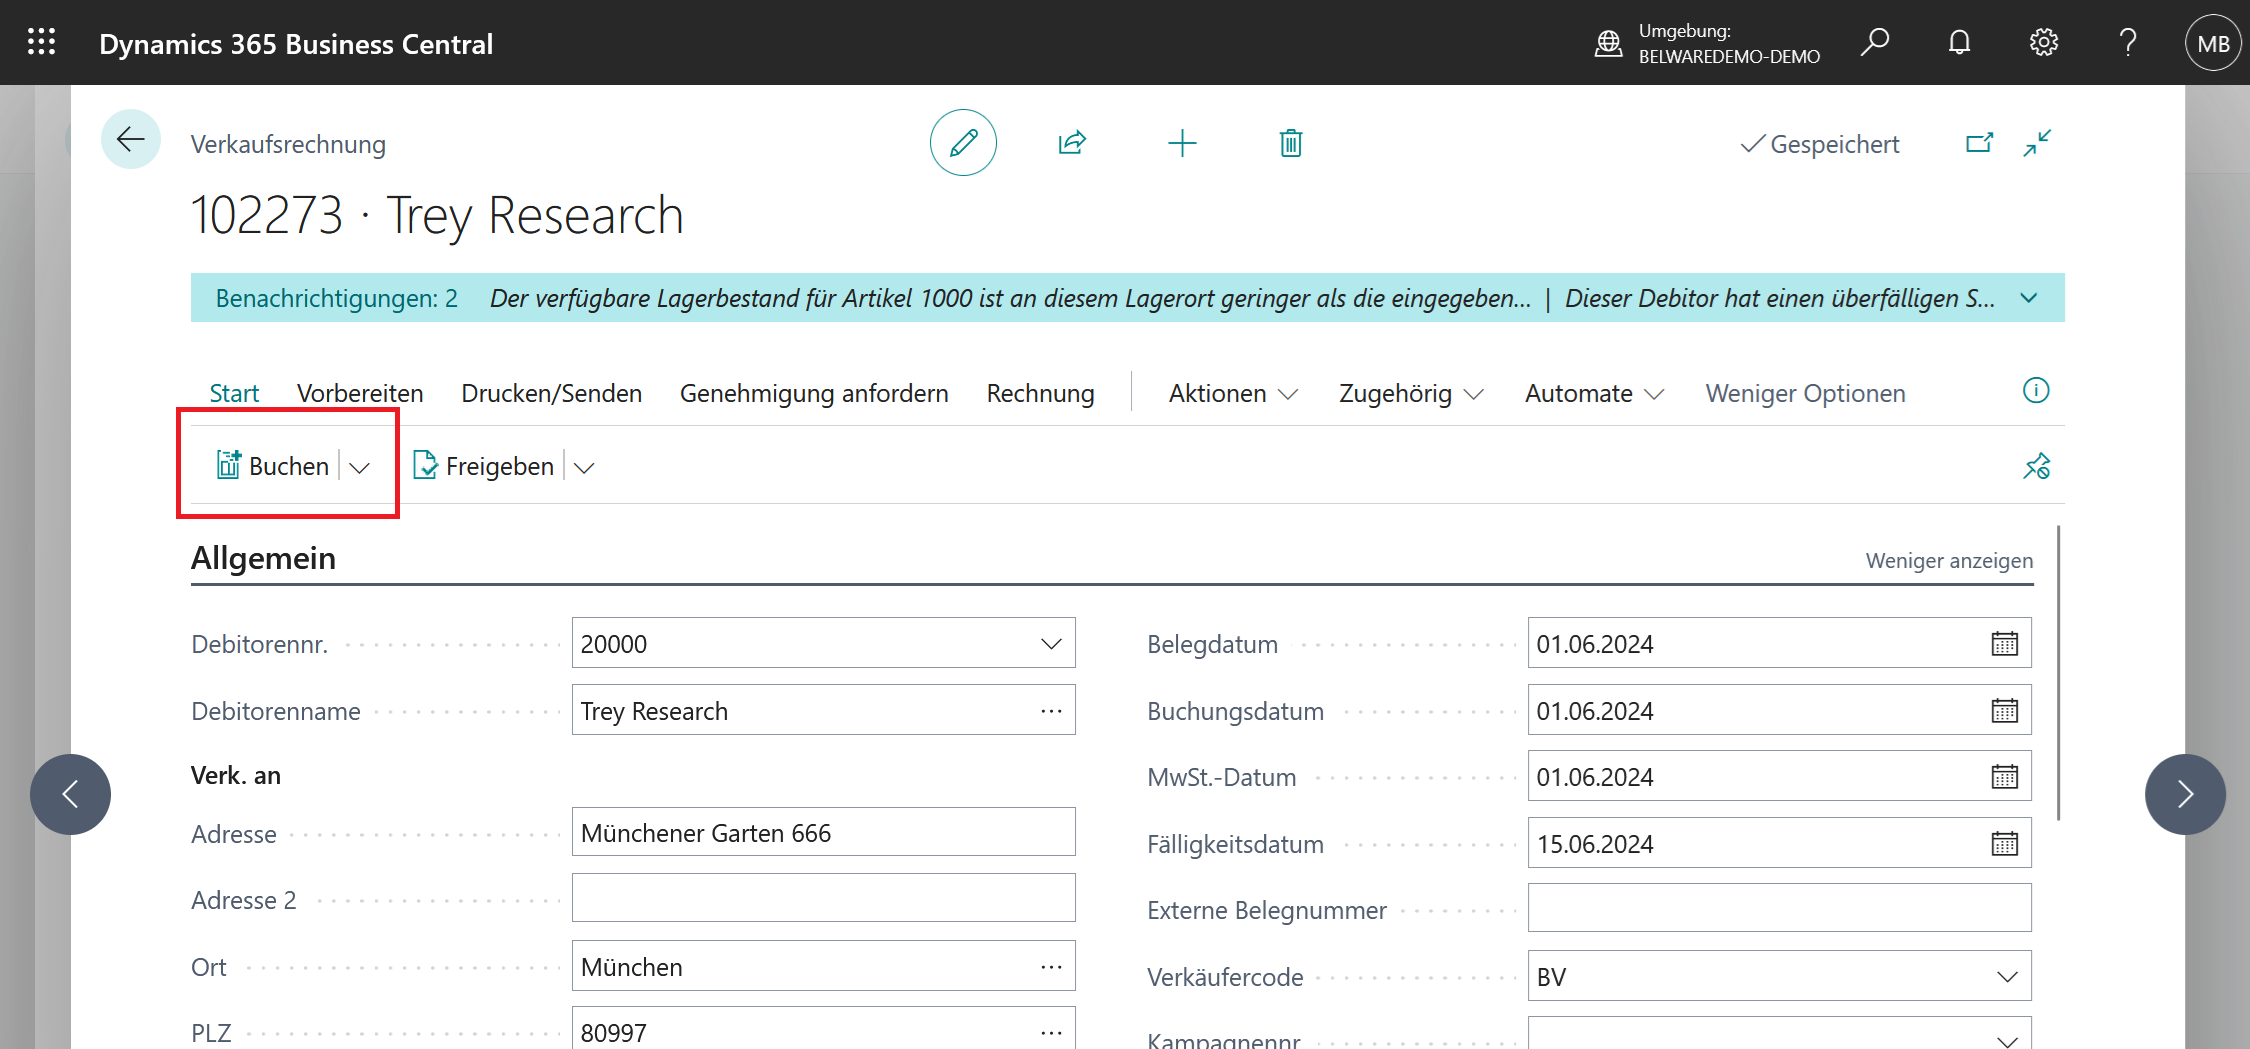 Dynamics 365 Business Central
Umgebung:
BELWAREDEMO-DEMO
MB
Verkaufsrechnung
Gespeichert
102273 · Trey Research
Benachrichtigungen: 2 Der verfügbare Lagerbestand für Artikel 1000 ist an diesem Lagerort geringer als die eingegeben... | Dieser Debitor hat einen überfälligen S...
Start Vorbereiten Drucken/Senden Genehmigung anfordern Rechnung Aktionen Zugehörig Automate Weniger Optionen
Buchen Freigeben
Allgemein
Weniger anzeigen
Debitorennr. 20000
Debitorenname Trey Research
Verk. an
Adresse Münchener Garten 666
Adresse 2
Ort München
PLZ 80997
Belegdatum 01.06.2024
Buchungsdatum 01.06.2024
MwSt.-Datum 01.06.2024
Fälligkeitsdatum 15.06.2024
Externe Belegnummer
Verkäufercode BV
Kampagnennr.